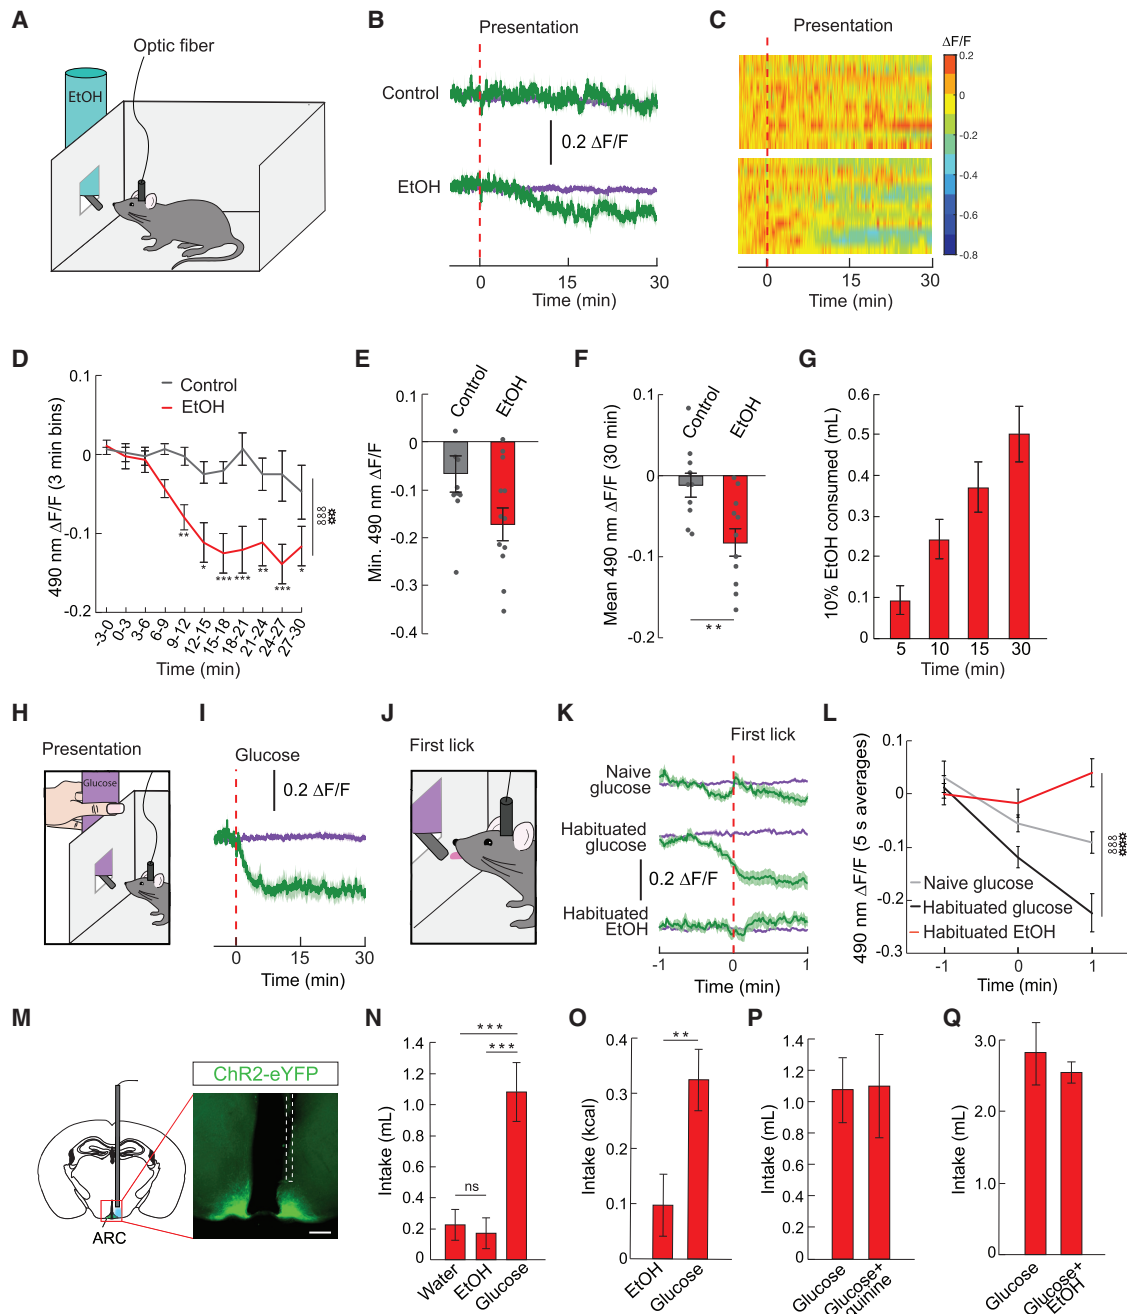 A
Optic fiber
EtOH
B
Presentation
Control
0.2 ΔF/F
EtOH
0
15
30
Time (min)
C
Presentation
ΔF/F
0.2
0
-0.2
-0.4
-0.6
-0.8
0
15
30
Time (min)
D
490 nm ΔF/F (3 min bins)
0.1
0
-0.1
-0.2
Control
EtOH
**
*
***
***
**
***
*
-3-0
0-3
3-6
6-9
9-12
12-15
15-18
18-21
21-24
24-27
27-30
Time (min)
E
Min. 490 nm ΔF/F
0.1
0
-0.1
-0.2
-0.3
-0.4
Control
EtOH
F
Mean 490 nm ΔF/F (30 min)
0.1
0
-0.1
-0.2
Control
EtOH
**
G
10% EtOH consumed (mL)
0.6
0.5
0.4
0.3
0.2
0.1
0
5
10
15
30
Time (min)
H
Presentation
Glucose
I
Glucose
0.2 ΔF/F
0
15
30
Time (min)
J
First lick
K
First lick
Naive
glucose
Habituated
glucose
0.2 ΔF/F
Habituated
EtOH
-1
0
1
Time (min)
L
490 nm ΔF/F (5 s averages)
0.1
0
-0.1
-0.2
-0.3
Naive glucose
Habituated glucose
Habituated EtOH
-1
0
1
Time (min)
M
ChR2-eYFP
ARC
N
Intake (mL)
1.4
1.2
1.0
0.8
0.6
0.4
0.2
0
***
***
ns
Water
EtOH
Glucose
O
Intake (kcal)
0.4
0.3
0.2
0.1
0
**
EtOH
Glucose
P
Intake (mL)
1.4
1.2
1.0
0.8
0.6
0.4
0.2
0
Glucose
Glucose+
quinine
Q
Intake (mL)
3.0
2.0
1.0
0
Glucose
Glucose+
EtOH